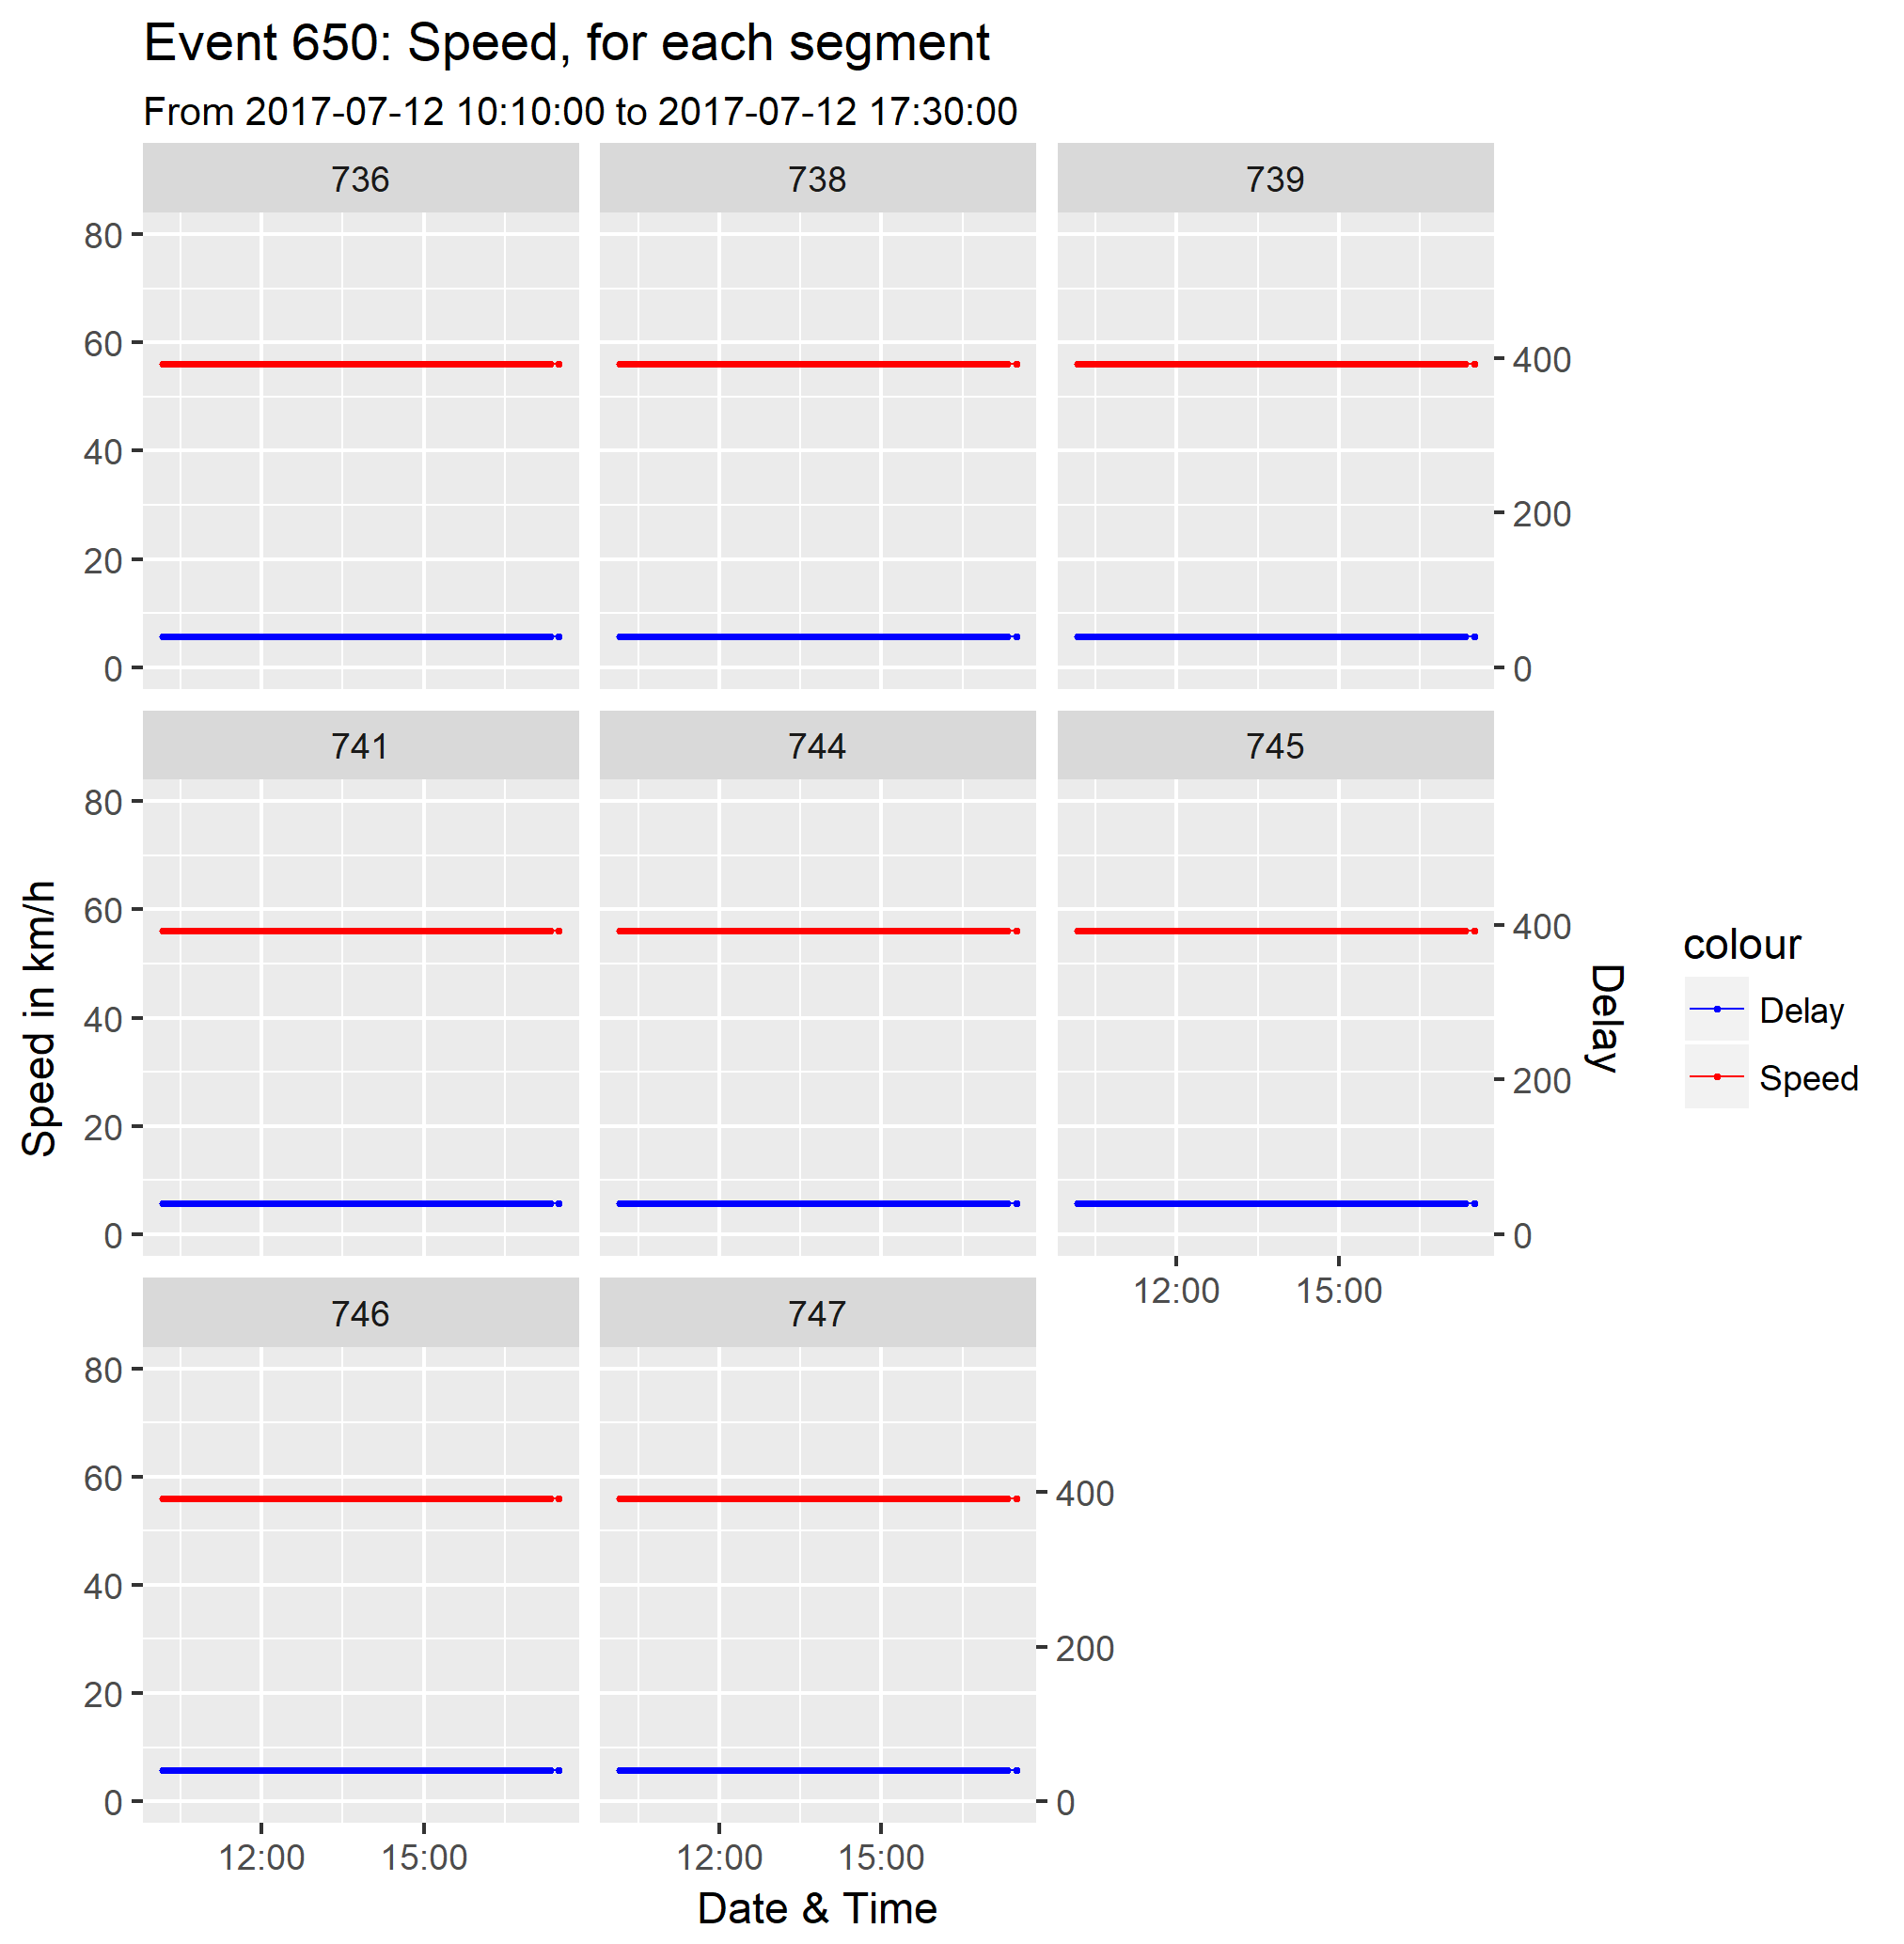 Event 650: Speed, for each segment
From 2017-07-12 10:10:00 to 2017-07-12 17:30:00
736 738 739
80
60
40
20
0
400
200
0
741 744 745
80
60
40
20
0
400
200
0
12:00 15:00
746 747
80
60
40
20
0
400
200
0
12:00 15:00 12:00 15:00
Date & Time
Speed in km/h
Delay
colour
Delay
Speed